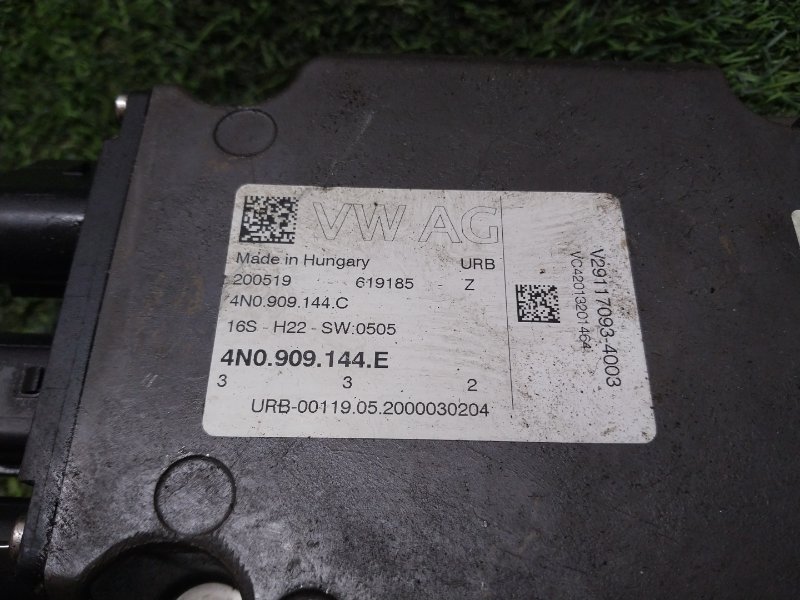 VW AG
Made in Hungary URB
200519 619185 - Z
4N0.909.144.C
16S - H22 - SW:0505
4N0.909.144.E
3 3 2
URB-00119.05.2000030204
V29117093-4003
VC42013201464